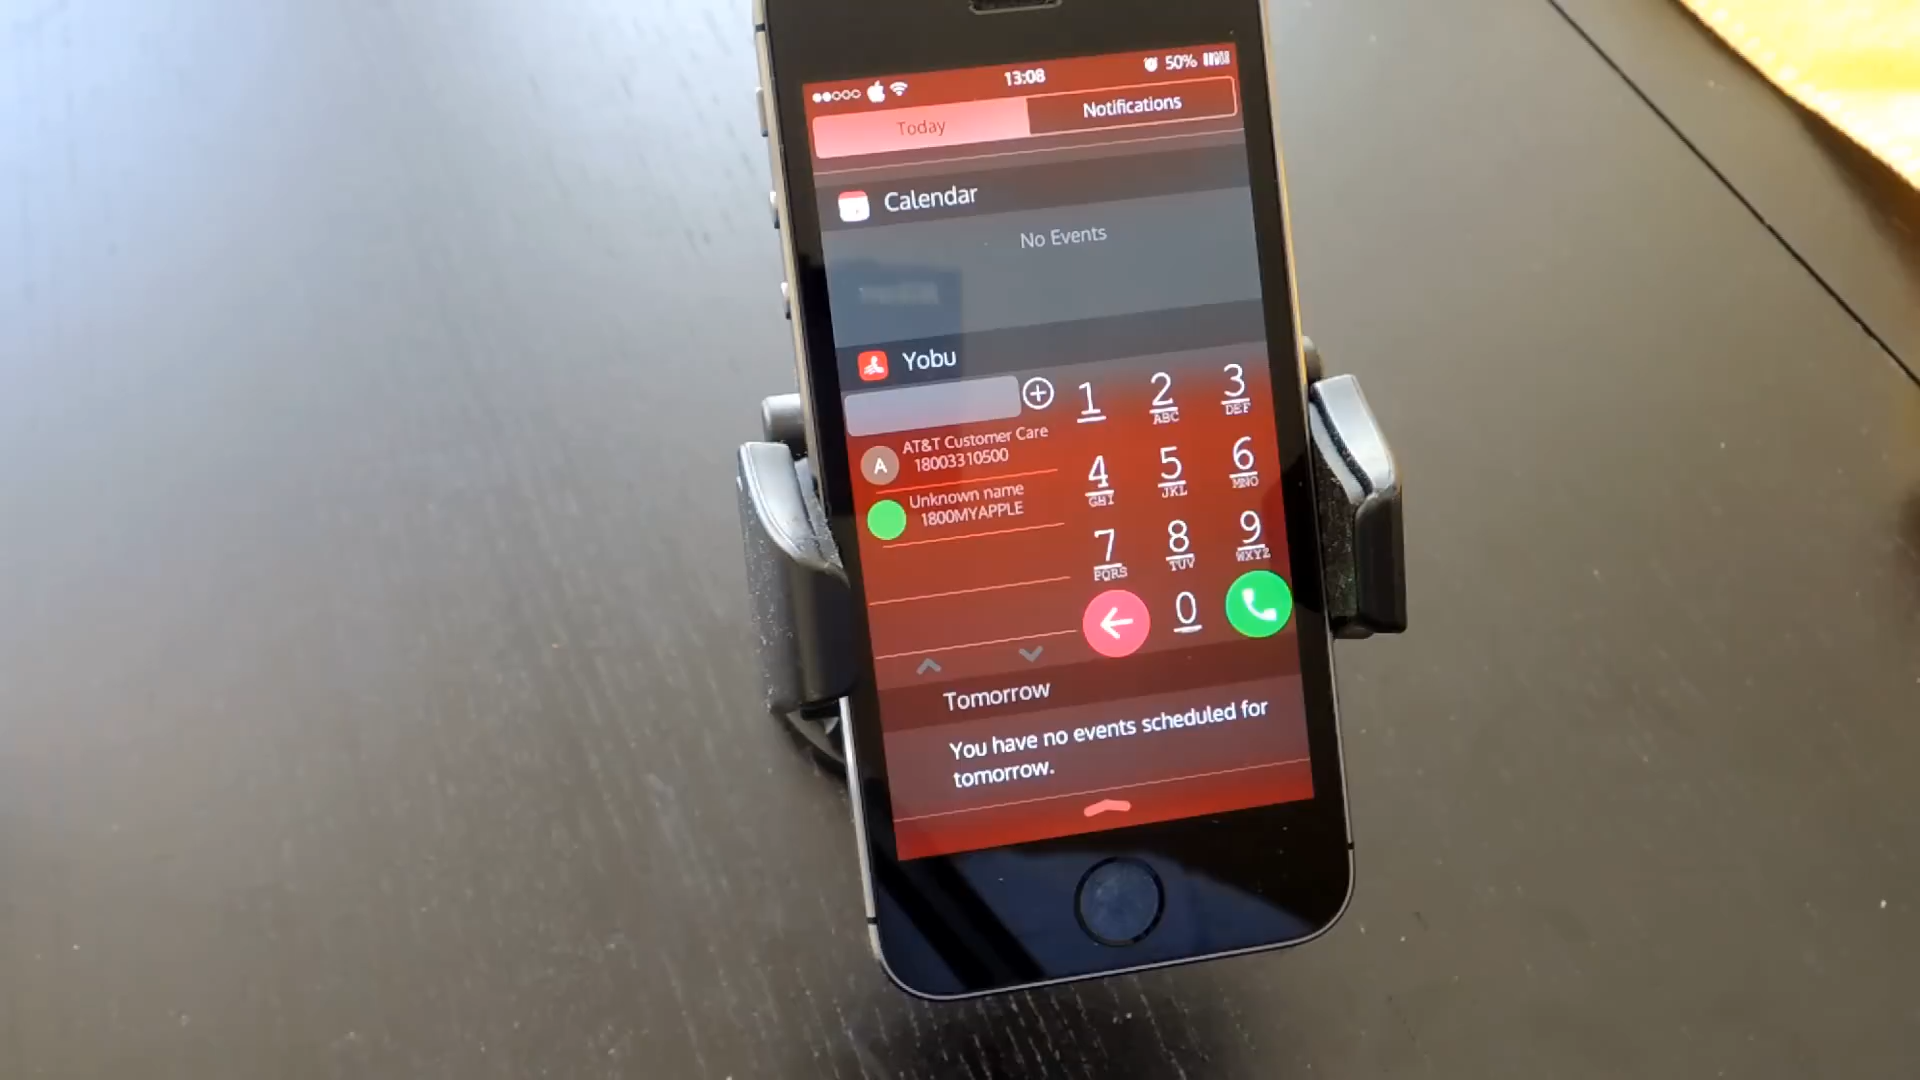 13:08
50%
Today
Notifications
Calendar
No Events
Yobu
A
AT&T Customer Care
18003310500
Unknown name
1800MYAPPLE
1
2
ABC
3
DEF
4
GHI
5
JKL
6
MNO
7
PQRS
8
TUV
9
WXYZ
0
Tomorrow
You have no events scheduled for
tomorrow.